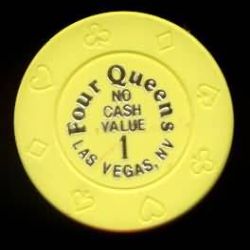 Four Queens
NO
CASH
VALUE
1
LAS VEGAS, NV